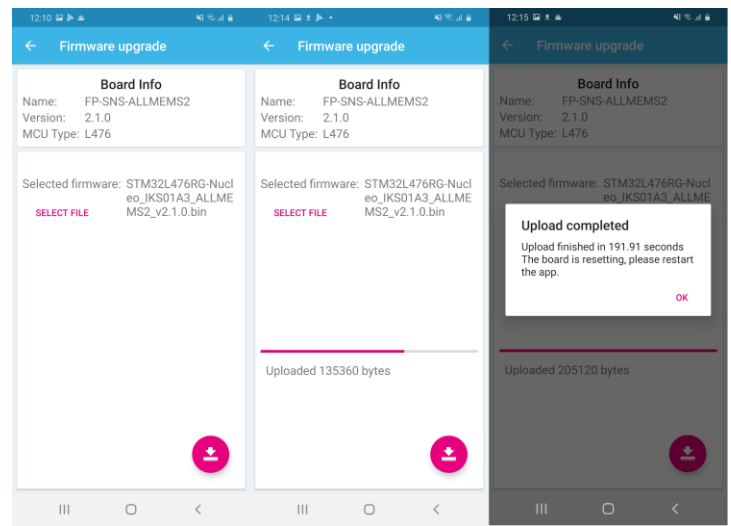 12:10
Firmware upgrade
Board Info
Name: FP-SNS-ALLMEMS2
Version: 2.1.0
MCU Type: L476
Selected firmware: STM32L476RG-Nucl
eo_IKS01A3_ALLME
SELECT FILE MS2_v2.1.0.bin
12:14
Firmware upgrade
Board Info
Name: FP-SNS-ALLMEMS2
Version: 2.1.0
MCU Type: L476
Selected firmware: STM32L476RG-Nucl
eo_IKS01A3_ALLME
SELECT FILE MS2_v2.1.0.bin
Uploaded 135360 bytes
12:15
Firmware upgrade
Board Info
Name: FP-SNS-ALLMEMS2
Version: 2.1.0
MCU Type: L476
Selected firmware: STM32L476RG-Nucl
eo_IKS01A3_ALLME
Upload completed
Upload finished in 191.91 seconds
The board is resetting, please restart
the app.
OK
Uploaded 205120 bytes